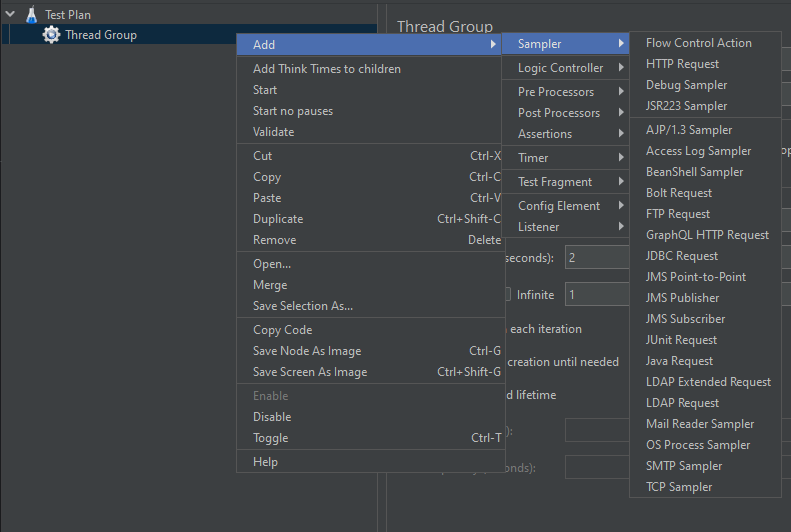 Test Plan
Thread Group
Thread Group
Add
Add Think Times to children
Start
Start no pauses
Validate
Cut Ctrl-X
Copy Ctrl-C
Paste Ctrl-V
Duplicate Ctrl+Shift-C
Remove Delete
Open...
Merge
Save Selection As...
Copy Code
Save Node As Image Ctrl-G
Save Screen As Image Ctrl+Shift-G
Enable
Disable
Toggle Ctrl-T
Help
Sampler
Logic Controller
Pre Processors
Post Processors
Assertions
Timer
Test Fragment
Config Element
Listener
Flow Control Action
HTTP Request
Debug Sampler
JSR223 Sampler
AJP/1.3 Sampler
Access Log Sampler
BeanShell Sampler
Bolt Request
FTP Request
GraphQL HTTP Request
JDBC Request
JMS Point-to-Point
JMS Publisher
JMS Subscriber
JUnit Request
Java Request
LDAP Extended Request
LDAP Request
Mail Reader Sampler
OS Process Sampler
SMTP Sampler
TCP Sampler
seconds): 2
Infinite 1
each iteration
creation until needed
lifetime